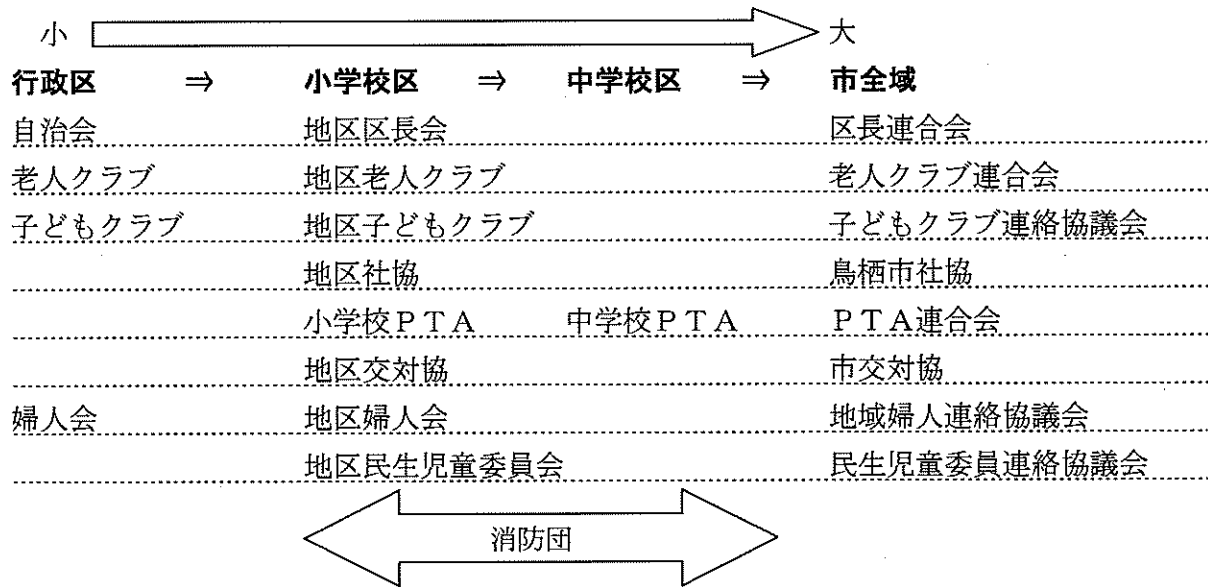 小 大
行政区 ⇒ 小学校区 ⇒ 中学校区 ⇒ 市全域
自治会 地区区長会 区長連合会
老人クラブ 地区老人クラブ 老人クラブ連合会
子どもクラブ 地区子どもクラブ 子どもクラブ連絡協議会
地区社協 鳥栖市社協
小学校ＰＴＡ 中学校ＰＴＡ ＰＴＡ連合会
地区交対協 市交対協
婦人会 地区婦人会 地域婦人連絡協議会
地区民生児童委員会 民生児童委員連絡協議会
消防団